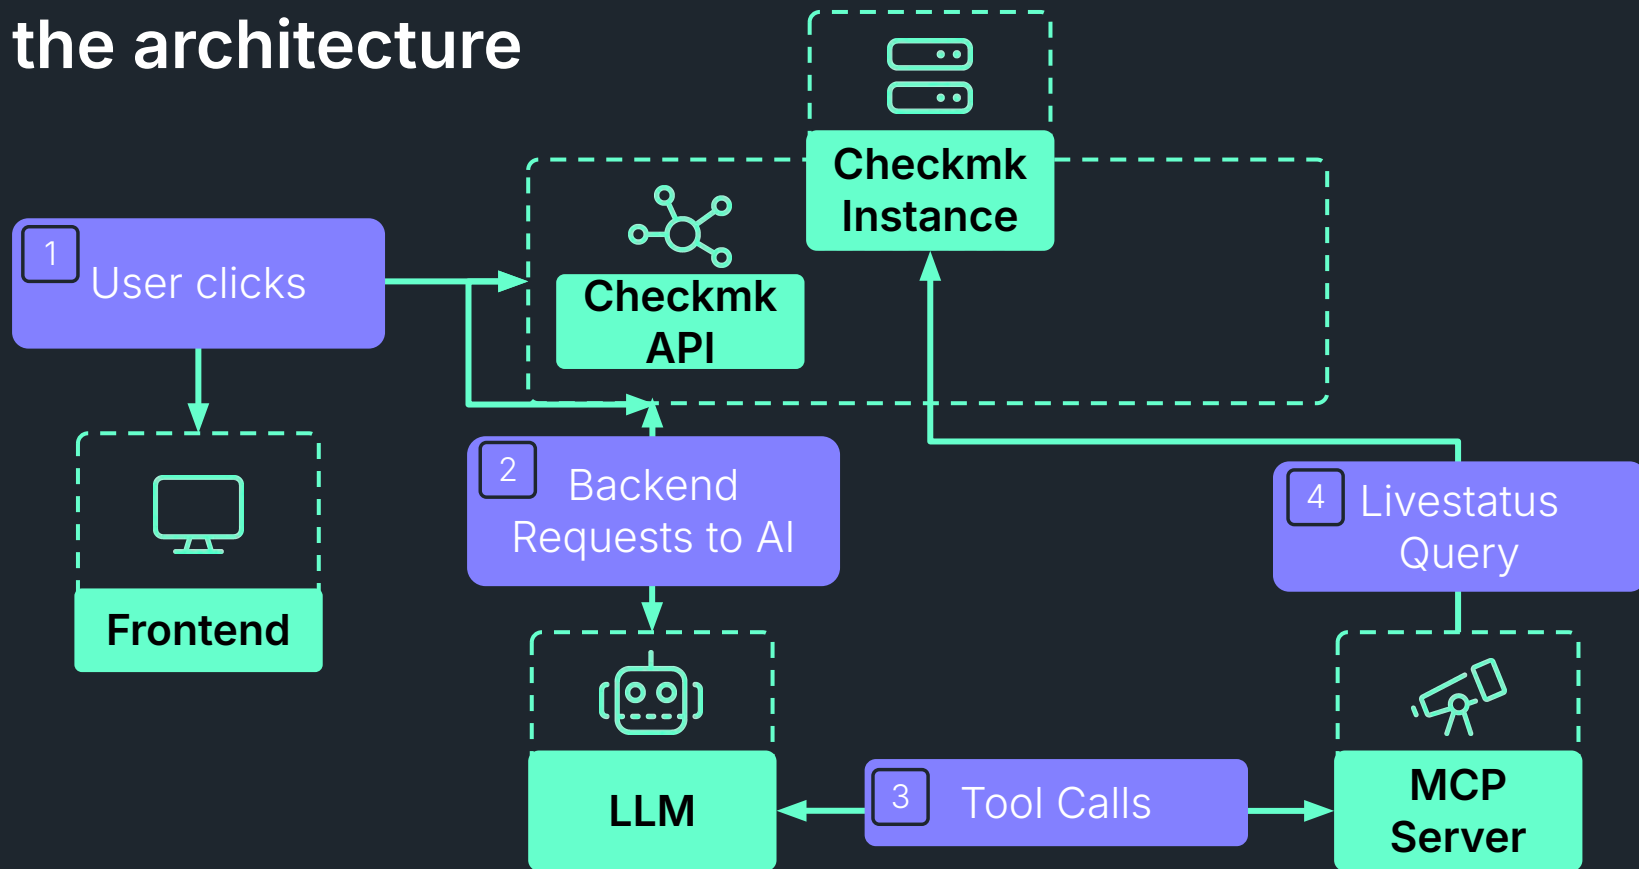 the architecture
Checkmk
Instance
1
User clicks
Checkmk
API
2
Backend
Requests to AI
4
Livestatus
Query
Frontend
LLM
3
Tool Calls
MCP
Server